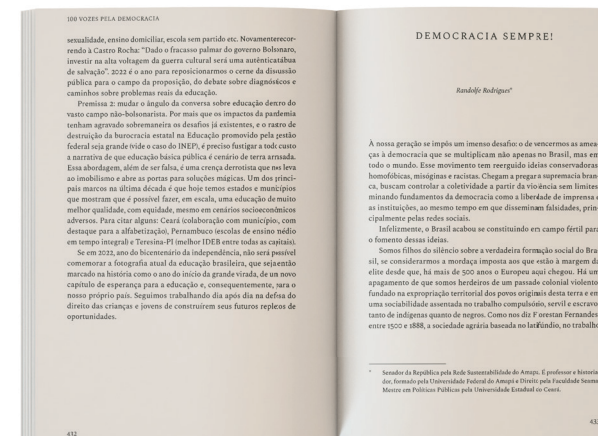 100 VOZES PELA DEMOCRACIA
sexualidade, ensino domiciliar, escola sem partido etc. Novamenterecor-
rendo à Castro Rocha: “Dado o fracasso palmar do governo Bolsonaro,
investir na alta voltagem da guerra cultural será uma autênticatábua
de salvação”. 2022 é o ano para reposicionarmos o cerne da discussão
pública para o campo da proposição, do debate sobre diagnósticos e
caminhos sobre problemas reais da educação.
Premissa 2: mudar o ângulo da conversa sobre educação dentro do
vasto campo não-bolsonarista. Por mais que os impactos da pandemia
tenham agravado sobremaneira os desafios já existentes, e o rastro de
destruição da burocracia estatal na Educação promovido pela gestão
federal seja grande (vide o caso do INEP), é preciso fustigar a todo custo
a narrativa de que educação básica pública é cenário de terra arrasada.
Essa abordagem, além de ser falsa, é uma crença derrotista que nos leva
ao imobilismo e abre as portas para soluções mágicas. Um dos princi-
pais marcos na última década é que hoje temos estados e municípios
que mostram que é possível fazer, em escala, uma educação de muito
melhor qualidade, com equidade, mesmo em cenários socioeconômicos
adversos. Para citar alguns: Ceará (colaboração com municípios, com
destaque para a alfabetização), Pernambuco (escolas de ensino médio
em tempo integral) e Teresina-PI (melhor IDEB entre todas as capitais).
Se em 2022, ano do bicentenário da independência, não será possível
comemorar a fotografia atual da educação brasileira, que seja então
marcado na história como o ano do início da grande virada, de um novo
capítulo de esperança para a educação e, consequentemente, para o
nosso próprio país. Seguimos trabalhando dia após dia na defesa do
direito das crianças e jovens de construírem seus futuros repletos de
oportunidades.
432
DEMOCRACIA SEMPRE!
Randolfe Rodrigues*
À nossa geração se impôs um imenso desafio: o de vencermos as amea-
ças à democracia que se multiplicam não apenas no Brasil, mas em
todo o mundo. Esse movimento tem reerguido ideias conservadoras,
homofóbicas, misóginas e racistas. Chegam a pregar a supremacia bran-
ca, buscam controlar a coletividade a partir da violência sem limites,
minando fundamentos da democracia como a liberdade de imprensa e
as instituições, ao mesmo tempo em que disseminam falsidades, prin-
cipalmente pelas redes sociais.
Infelizmente, o Brasil acabou se constituindo em campo fértil para
o fomento dessas ideias.
Somos filhos do silêncio sobre a verdadeira formação social do Bra-
sil, se considerarmos a mordaça imposta aos que estão à margem da
elite desde que, há mais de 500 anos o Europeu aqui chegou. Há um
apagamento de que somos herdeiros de um passado colonial violento,
fundado na expropriação territorial dos povos originais desta terra e em
uma sociabilidade assentada no trabalho compulsório, servil e escravo,
tanto de indígenas quanto de negros. Como nos diz Florestan Fernandes,
entre 1500 e 1888, a sociedade agrária baseada no latifúndio, no trabalho
* Senador da República pela Rede Sustentabilidade do Amapá. É professor e historia-
dor, formado pela Universidade Federal do Amapá e Direito pela Faculdade Seama.
Mestre em Políticas Públicas pela Universidade Estadual do Ceará.
433